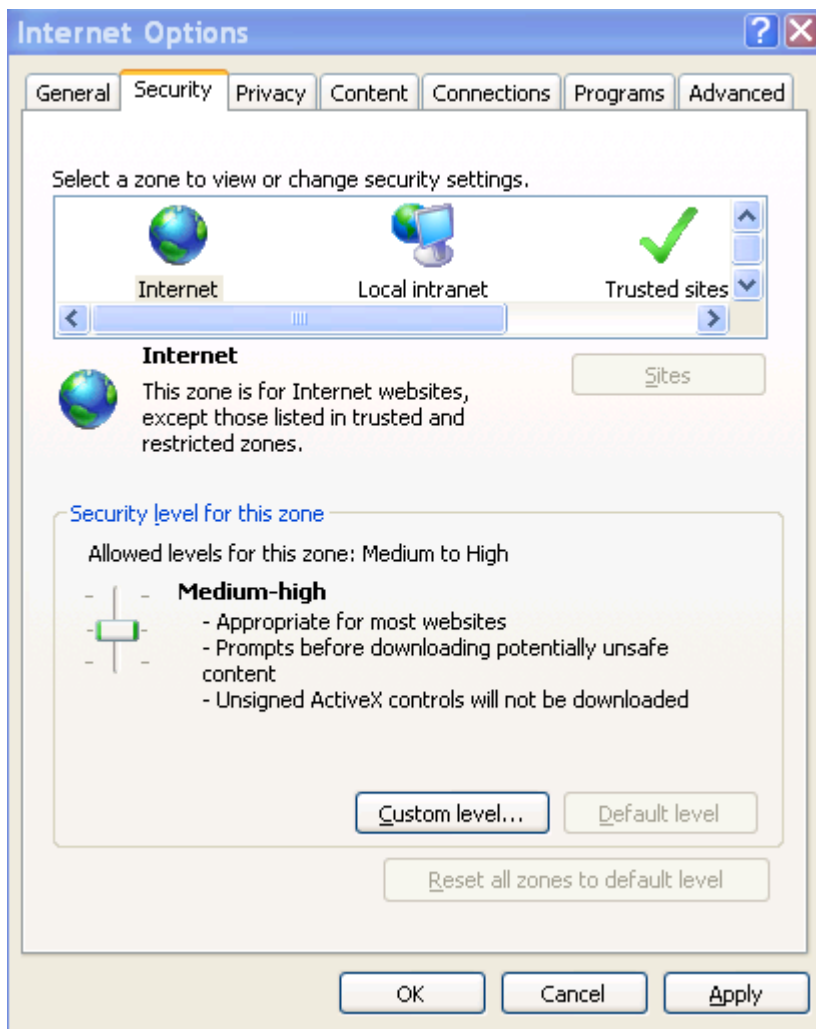 Internet Options
General Security Privacy Content Connections Programs Advanced
Select a zone to view or change security settings.
Internet Local intranet Trusted sites
Internet
Sites
This zone is for Internet websites,
except those listed in trusted and
restricted zones.
Security level for this zone
Allowed levels for this zone: Medium to High
Medium-high
- Appropriate for most websites
- Prompts before downloading potentially unsafe
content
- Unsigned ActiveX controls will not be downloaded
Custom level... Default level
Reset all zones to default level
OK Cancel Apply